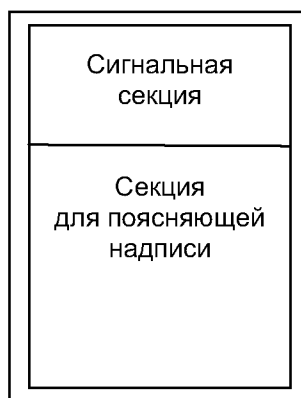 Сигнальная
секция
Секция
для поясняющей
надписи